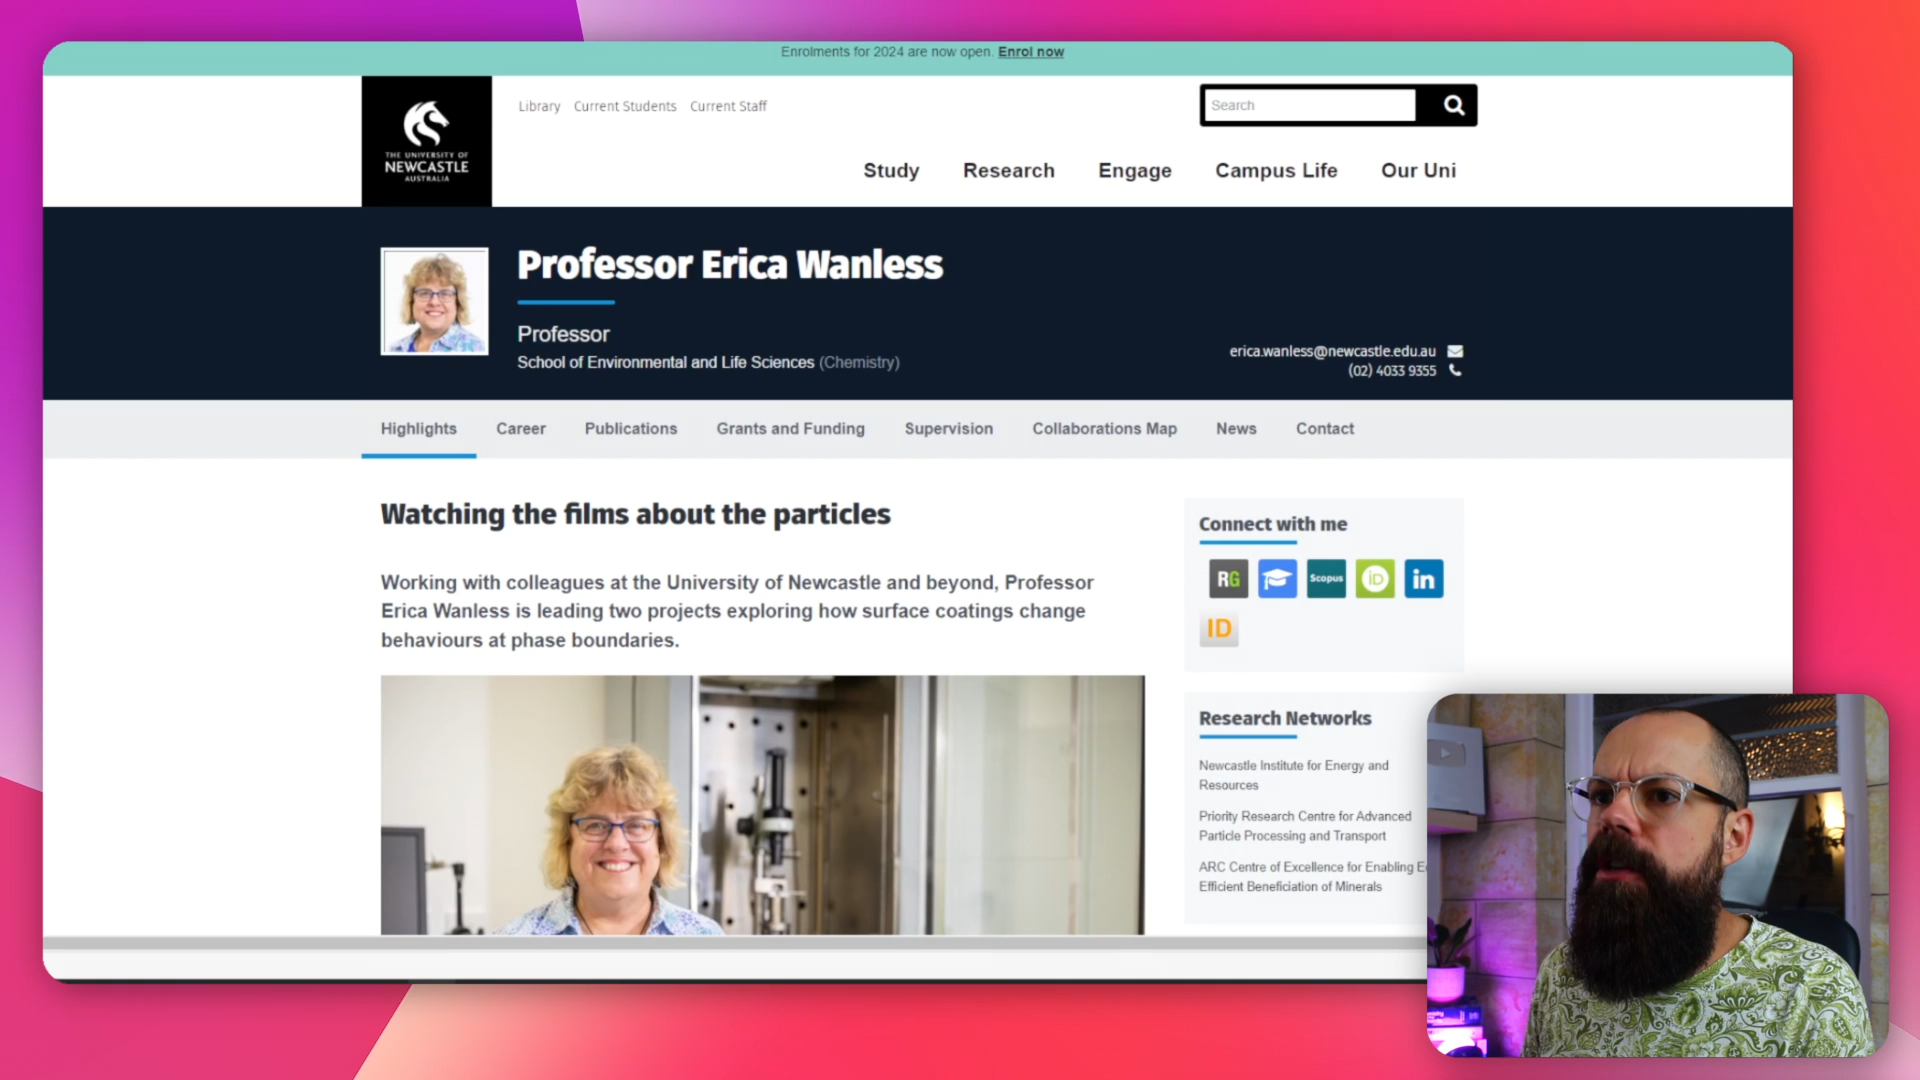 Enrolments for 2024 are now open. Enrol now
THE UNIVERSITY OF
NEWCASTLE
AUSTRALIA
Library Current Students Current Staff
Search
Study Research Engage Campus Life Our Uni
Professor Erica Wanless
Professor
School of Environmental and Life Sciences (Chemistry)
erica.wanless@newcastle.edu.au
(02) 4033 9355
Highlights Career Publications Grants and Funding Supervision Collaborations Map News Contact
Watching the films about the particles
Working with colleagues at the University of Newcastle and beyond, Professor
Erica Wanless is leading two projects exploring how surface coatings change
behaviours at phase boundaries.
Connect with me
RG Scopus iD in
ID
Research Networks
Newcastle Institute for Energy and
Resources
Priority Research Centre for Advanced
Particle Processing and Transport
ARC Centre of Excellence for Enabling
Efficient Beneficiation of Minerals